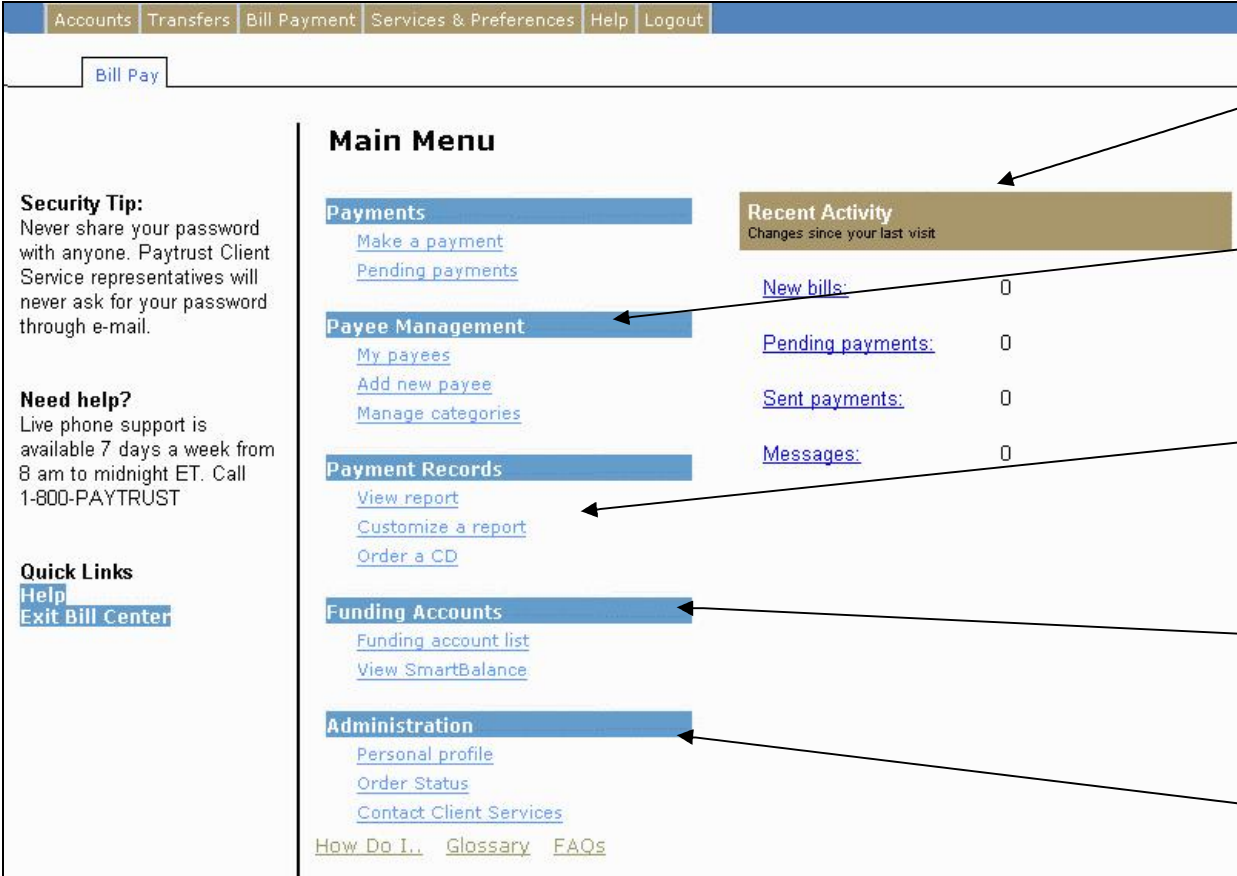 Accounts Transfers Bill Payment Services & Preferences Help Logout
Bill Pay
Main Menu
Security Tip:
Never share your password
with anyone. Paytrust Client
Service representatives will
never ask for your password
through e-mail.
Need help?
Live phone support is
available 7 days a week from
8 am to midnight ET. Call
1-800-PAYTRUST
Quick Links
Help
Exit Bill Center
Payments
Make a payment
Pending payments
Payee Management
My payees
Add new payee
Manage categories
Payment Records
View report
Customize a report
Order a CD
Funding Accounts
Funding account list
View SmartBalance
Administration
Personal profile
Order Status
Contact Client Services
How Do I.. Glossary FAQs
Recent Activity
Changes since your last visit
New bills: 0
Pending payments: 0
Sent payments: 0
Messages: 0